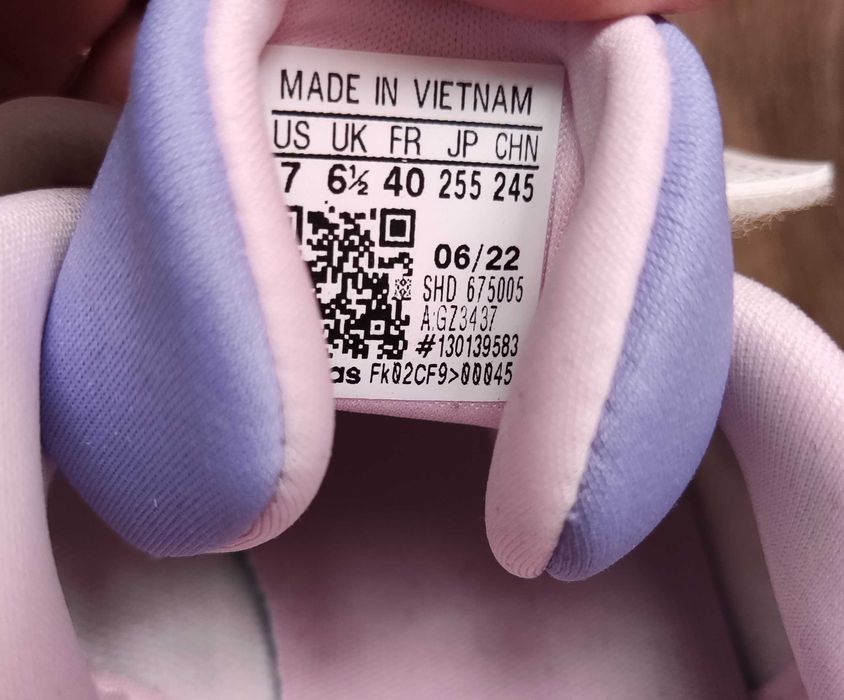 MADE IN VIETNAM
US UK FR JP CHN
7 6½ 40 255 245
06/22
SHD 675005
A:GZ3437
#130139583
as FK02CF9>00045